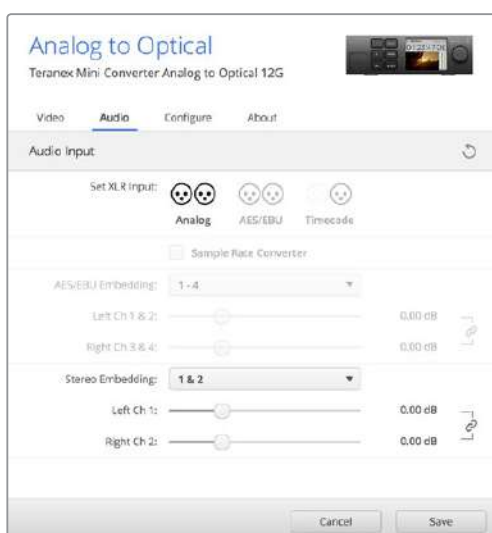 Analog to Optical
Teranex Mini Converter Analog to Optical 12G
Video Audio Configure About
Audio Input
Set XLR Input:
Analog AES/EBU Timecode
Sample Rate Converter
AES/EBU Embedding: 1 - 4
Left Ch 1 & 2: 0.00 dB
Right Ch 3 & 4: 0.00 dB
Stereo Embedding: 1 & 2
Left Ch 1: 0.00 dB
Right Ch 2: 0.00 dB
Cancel Save